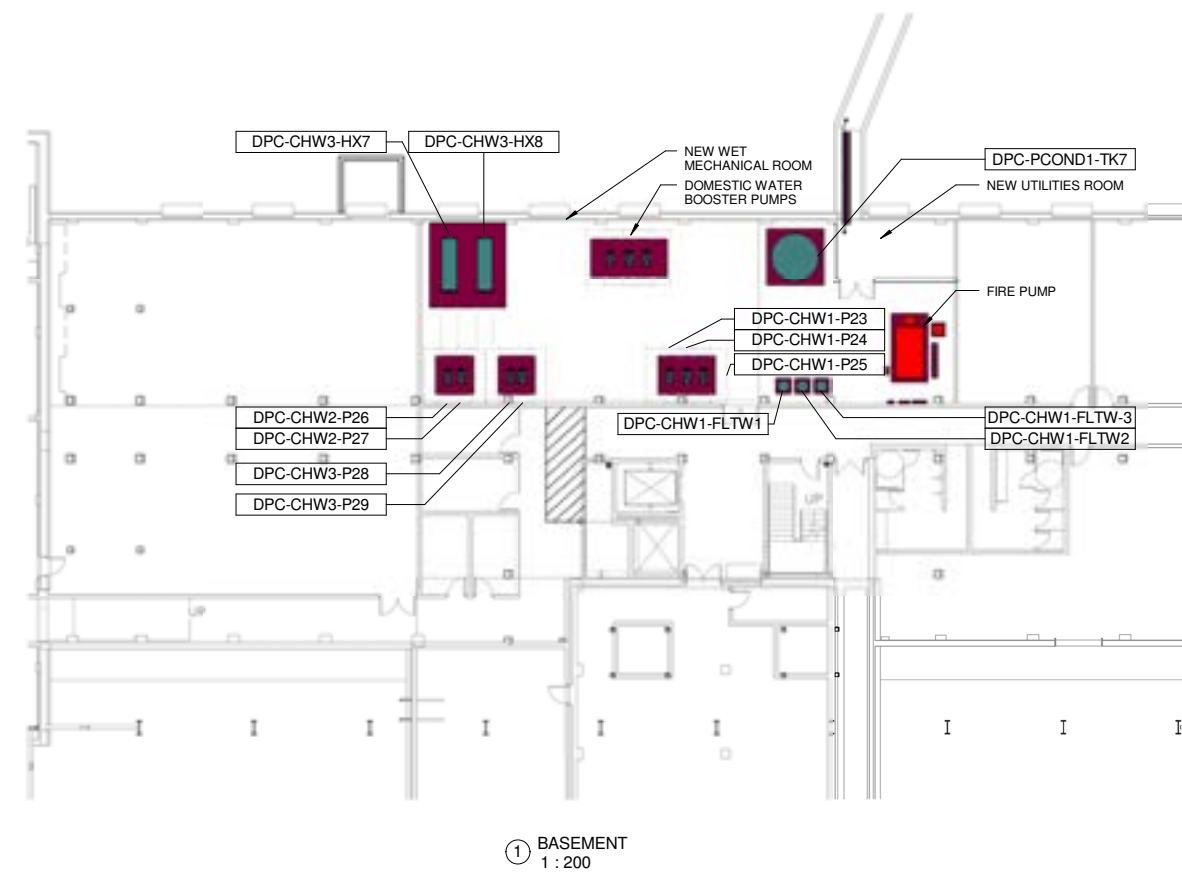 DPC-CHW3-HX7
DPC-CHW3-HX8
NEW WET
MECHANICAL ROOM
DOMESTIC WATER
BOOSTER PUMPS
DPC-PCOND1-TK7
NEW UTILITIES ROOM
FIRE PUMP
DPC-CHW1-P23
DPC-CHW1-P24
DPC-CHW1-P25
DPC-CHW2-P26
DPC-CHW2-P27
DPC-CHW3-P28
DPC-CHW3-P29
DPC-CHW1-FLTW1
DPC-CHW1-FLTW-3
DPC-CHW1-FLTW2
UP
UP
1 BASEMENT
1 : 200